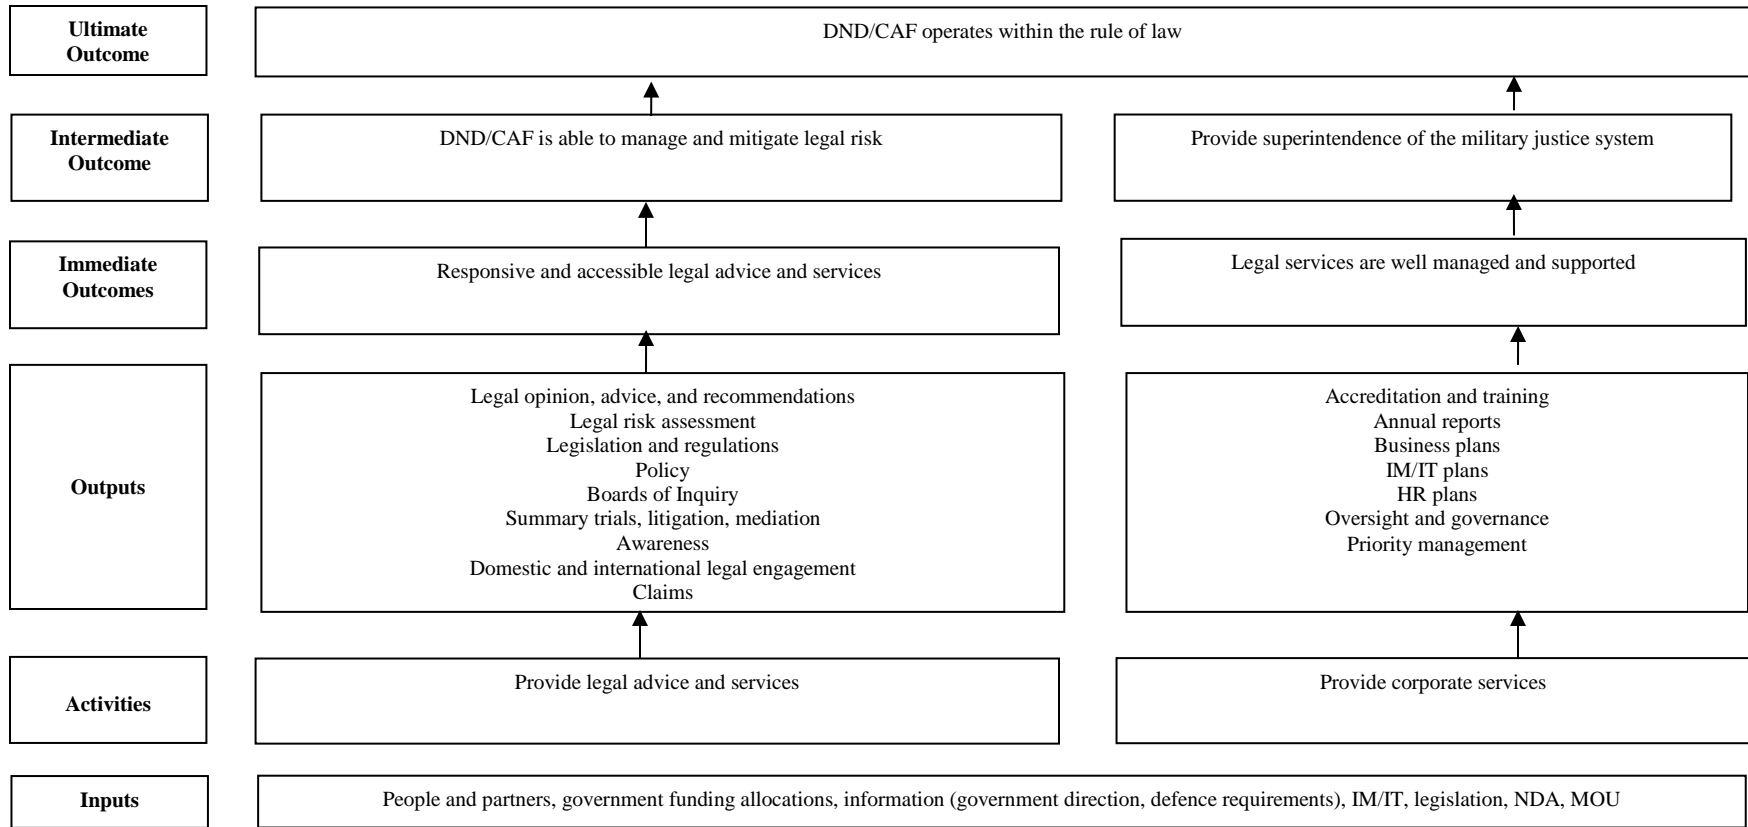 Ultimate
Outcome
DND/CAF operates within the rule of law
Intermediate
Outcome
DND/CAF is able to manage and mitigate legal risk
Provide superintendence of the military justice system
Immediate
Outcomes
Responsive and accessible legal advice and services
Legal services are well managed and supported
Outputs
Legal opinion, advice, and recommendations
Legal risk assessment
Legislation and regulations
Policy
Boards of Inquiry
Summary trials, litigation, mediation
Awareness
Domestic and international legal engagement
Claims
Accreditation and training
Annual reports
Business plans
IM/IT plans
HR plans
Oversight and governance
Priority management
Activities
Provide legal advice and services
Provide corporate services
Inputs
People and partners, government funding allocations, information (government direction, defence requirements), IM/IT, legislation, NDA, MOU